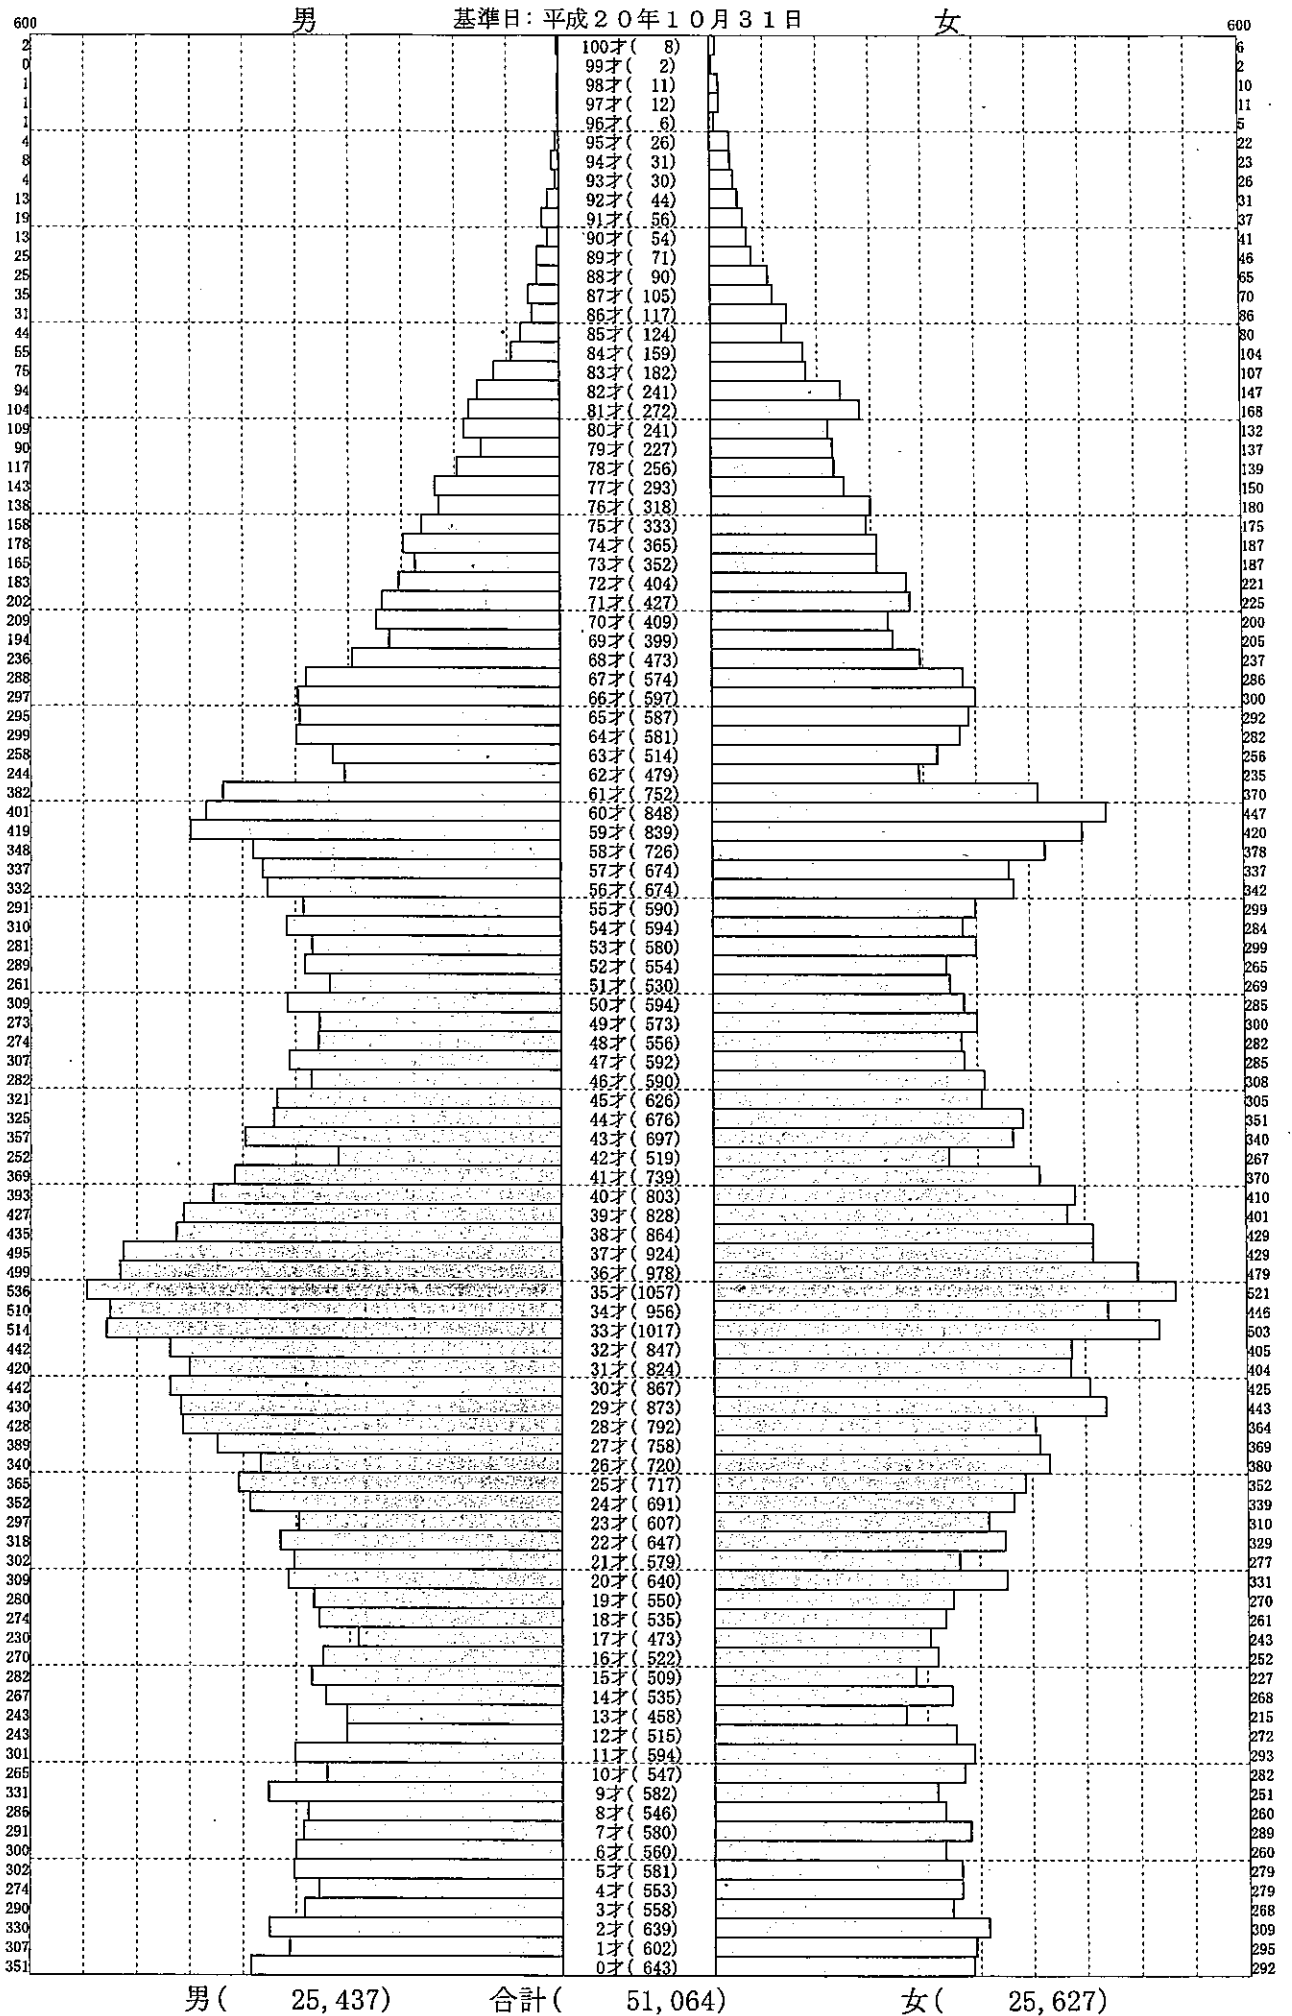 600 男 基準日：平成２０年１０月３１日 女 600
2 100才( 8) 6
0 99才( 2) 2
1 98才( 11) 10
1 97才( 12) 11
1 96才( 6) 5
4 95才( 26) 22
8 94才( 31) 23
4 93才( 30) 26
13 92才( 44) 31
19 91才( 56) 37
13 90才( 54) 41
25 89才( 71) 46
25 88才( 90) 65
35 87才( 105) 70
31 86才( 117) 86
44 85才( 124) 80
55 84才( 159) 104
75 83才( 182) 107
94 82才( 241) 147
104 81才( 272) 168
109 80才( 241) 132
90 79才( 227) 137
117 78才( 256) 139
143 77才( 293) 150
138 76才( 318) 180
158 75才( 333) 175
178 74才( 365) 187
165 73才( 352) 187
183 72才( 404) 221
202 71才( 427) 225
209 70才( 409) 200
194 69才( 399) 205
236 68才( 473) 237
288 67才( 574) 286
297 66才( 597) 300
295 65才( 587) 292
299 64才( 581) 282
258 63才( 514) 256
244 62才( 479) 235
382 61才( 752) 370
401 60才( 848) 447
419 59才( 839) 420
348 58才( 726) 378
337 57才( 674) 337
332 56才( 674) 342
291 55才( 590) 299
310 54才( 594) 284
281 53才( 580) 299
289 52才( 554) 265
261 51才( 530) 269
309 50才( 594) 285
273 49才( 573) 300
274 48才( 556) 282
307 47才( 592) 285
282 46才( 590) 308
321 45才( 626) 305
325 44才( 676) 351
357 43才( 697) 340
252 42才( 519) 267
369 41才( 739) 370
393 40才( 803) 410
427 39才( 828) 401
435 38才( 864) 429
495 37才( 924) 429
499 36才( 978) 479
536 35才(1057) 521
510 34才( 956) 446
514 33才(1017) 503
442 32才( 847) 405
420 31才( 824) 404
442 30才( 867) 425
430 29才( 873) 443
428 28才( 792) 364
389 27才( 758) 369
340 26才( 720) 380
365 25才( 717) 352
352 24才( 691) 339
297 23才( 607) 310
318 22才( 647) 329
302 21才( 579) 277
309 20才( 640) 331
280 19才( 550) 270
274 18才( 535) 261
230 17才( 473) 243
270 16才( 522) 252
282 15才( 509) 227
267 14才( 535) 268
243 13才( 458) 215
243 12才( 515) 272
301 11才( 594) 293
265 10才( 547) 282
331 9才( 582) 251
286 8才( 546) 260
291 7才( 580) 289
300 6才( 560) 260
302 5才( 581) 279
274 4才( 553) 279
290 3才( 558) 268
330 2才( 639) 309
307 1才( 602) 295
351 0才( 643) 292
男( 25,437) 合計( 51,064) 女( 25,627)